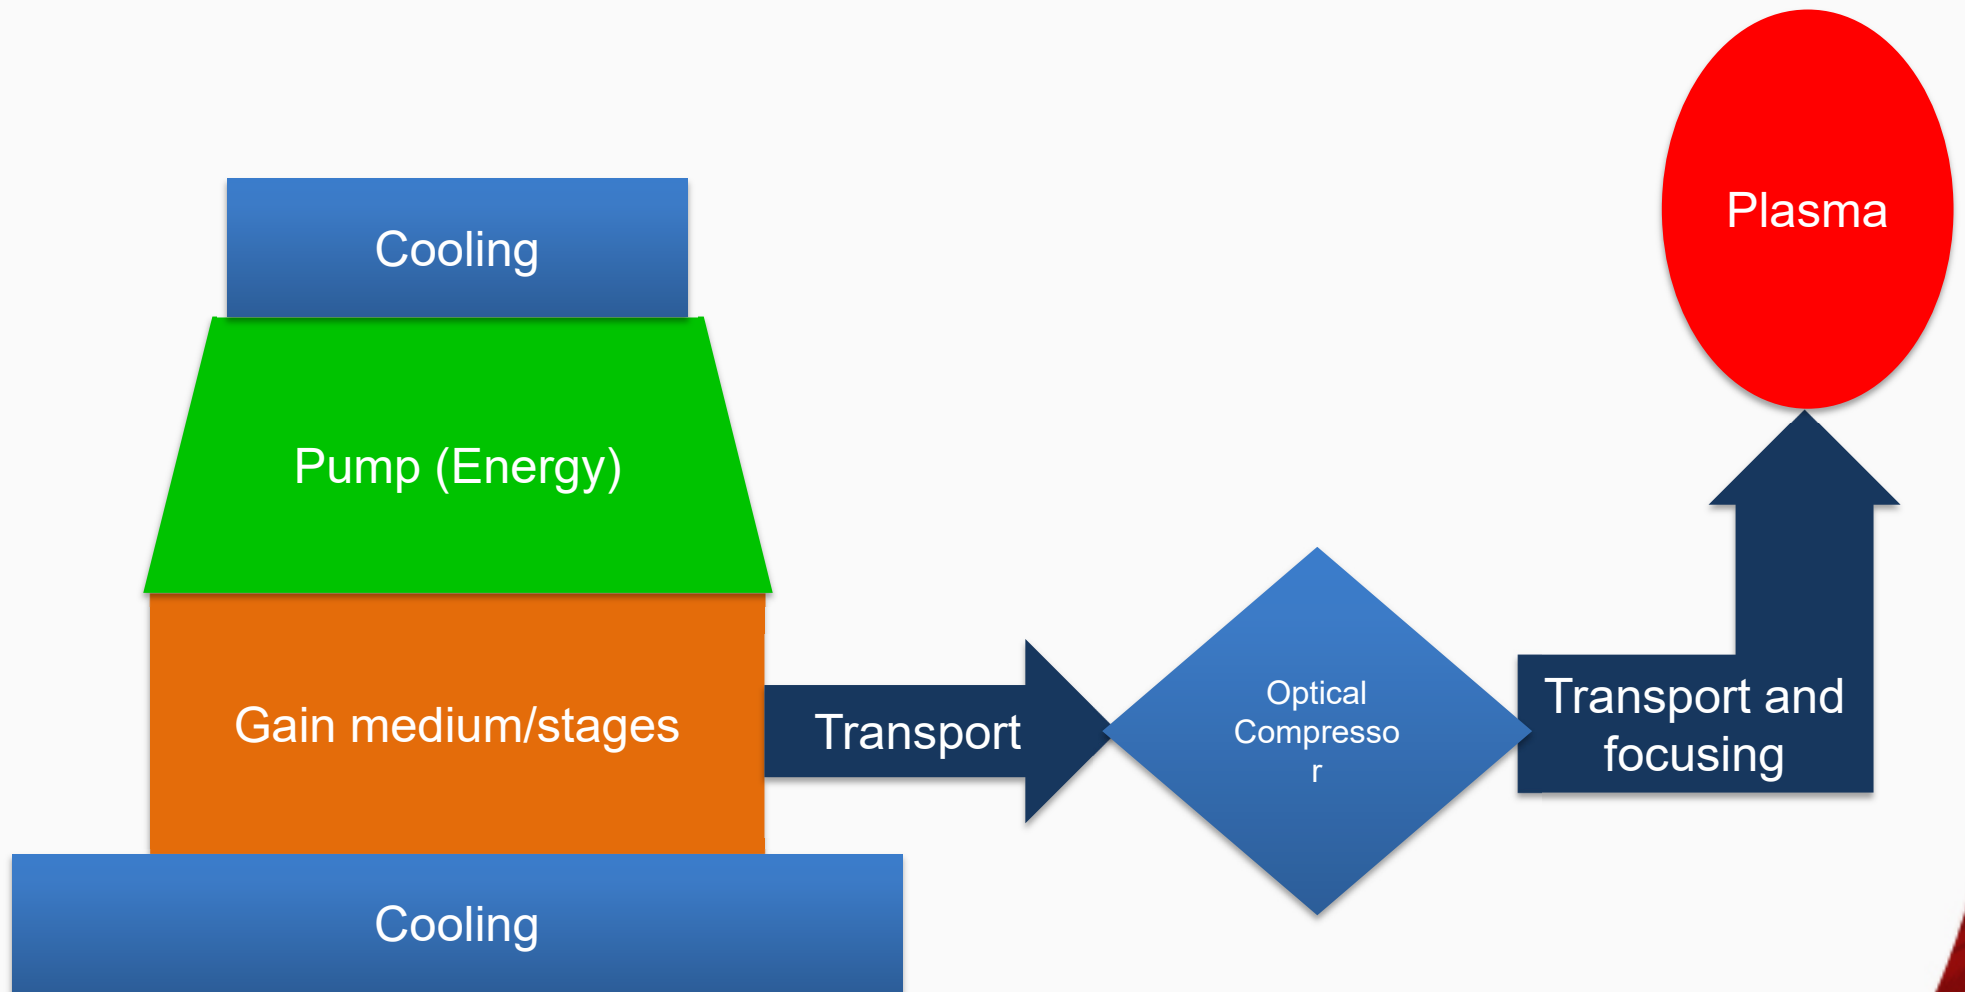 Cooling
Pump (Energy)
Gain medium/stages
Cooling
Transport
Optical
Compresso
r
Transport and
focusing
Plasma